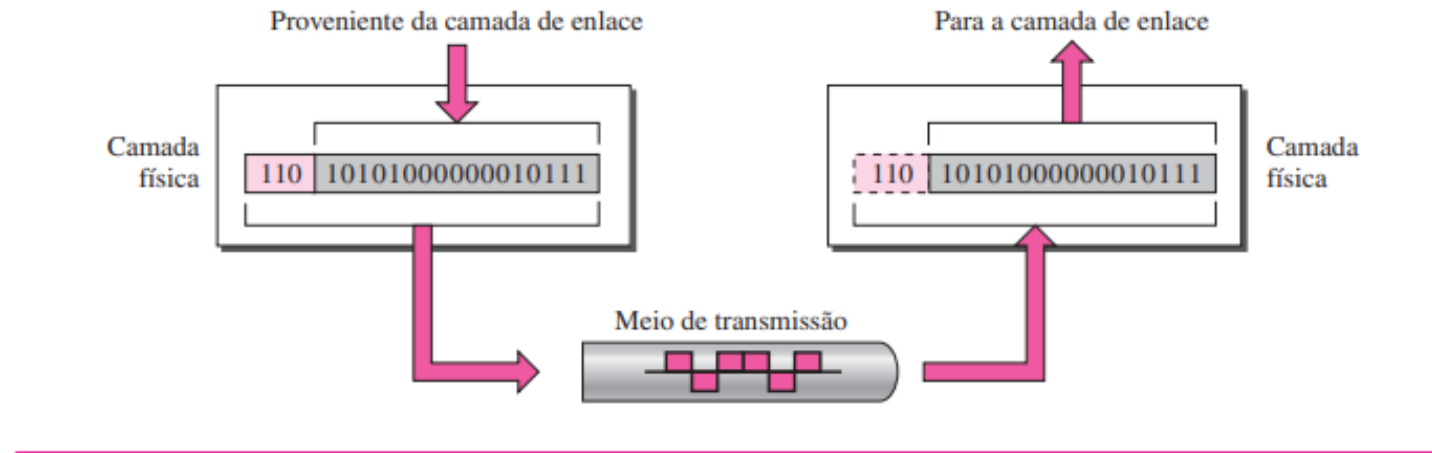 Proveniente da camada de enlace
Para a camada de enlace
Camada
física
110 10101000000010111
110 10101000000010111
Camada
física
Meio de transmissão